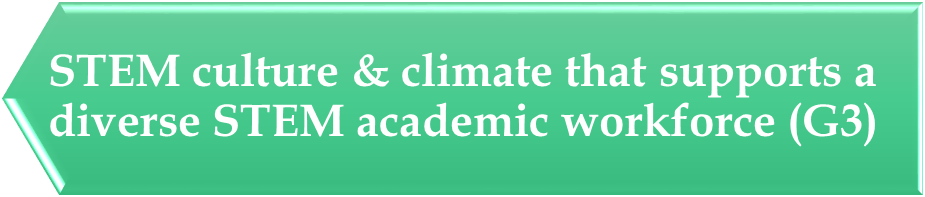 STEM culture & climate that supports a
diverse STEM academic workforce (G3)